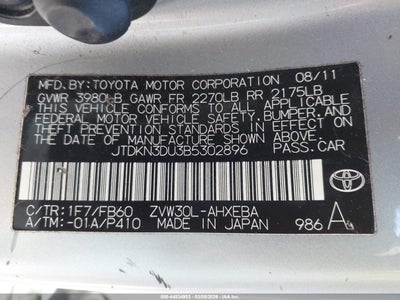 MFD.BY: TOYOTA MOTOR CORPORATION 08/11
GVWR 3980LB GAWR FR 2270LB RR 2175LB
THIS VEHICLE CONFORMS TO ALL APPLICABLE
FEDERAL MOTOR VEHICLE SAFETY, BUMPER, AND
THEFT PREVENTION STANDARDS IN EFFECT ON
THE DATE OF MANUFACTURE SHOWN ABOVE.
JTDKN3DU3B5302896 PASS.CAR
TOYOTA
C/TR:1F7/FB60 ZVW30L-AHXEBA
A/TM:-01A/P410 MADE IN JAPAN 986 A